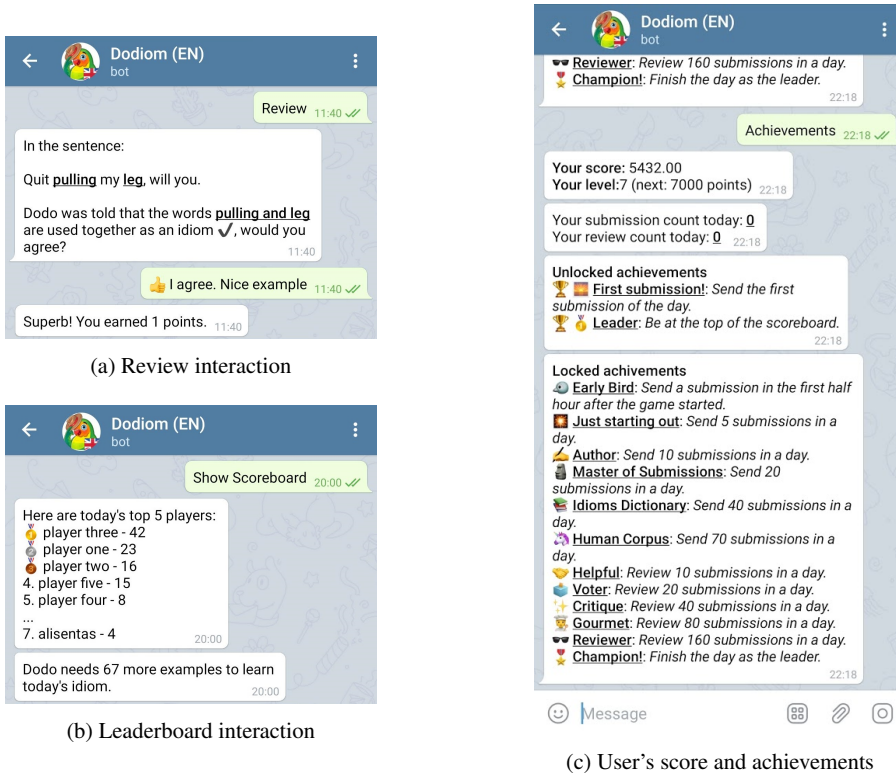 Dodiom (EN)
bot
Review 11:40
In the sentence:
Quit pulling my leg, will you.
Dodo was told that the words pulling and leg
are used together as an idiom ✔, would you
agree?
11:40
👍 I agree. Nice example 11:40
Superb! You earned 1 points. 11:40
(a) Review interaction
Dodiom (EN)
bot
Show Scoreboard 20:00
Here are today's top 5 players:
🥇 player three - 42
🥈 player one - 23
🥉 player two - 16
4. player five - 15
5. player four - 8
...
7. alisentas - 4
20:00
Dodo needs 67 more examples to learn
today's idiom.
20:00
(b) Leaderboard interaction
Dodiom (EN)
bot
🕶 Reviewer: Review 160 submissions in a day.
🎖 Champion!: Finish the day as the leader.
22:18
Achievements 22:18
Your score: 5432.00
Your level:7 (next: 7000 points) 22:18
Your submission count today: 0
Your review count today: 0 22:18
Unlocked achievements
🏆 🌅 First submission!: Send the first
submission of the day.
🏆 🏅 Leader: Be at the top of the scoreboard.
22:18
Locked achivements
Early Bird: Send a submission in the first half
hour after the game started.
💥 Just starting out: Send 5 submissions in a
day.
✍ Author: Send 10 submissions in a day.
🗿 Master of Submissions: Send 20
submissions in a day.
📚 Idioms Dictionary: Send 40 submissions in a
day.
🦄 Human Corpus: Send 70 submissions in a
day.
🤝 Helpful: Review 10 submissions in a day.
🗳 Voter: Review 20 submissions in a day.
✨ Critique: Review 40 submissions in a day.
Gourmet: Review 80 submissions in a day.
🕶 Reviewer: Review 160 submissions in a day.
🎖 Champion!: Finish the day as the leader.
22:18
Message
(c) User's score and achievements